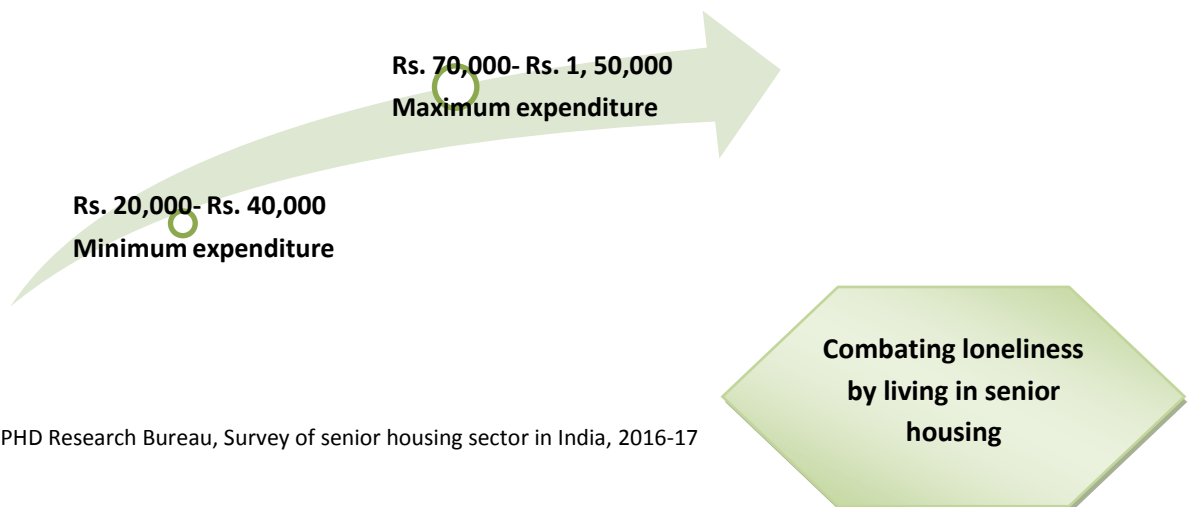 Rs. 70,000- Rs. 1, 50,000
Maximum expenditure
Rs. 20,000- Rs. 40,000
Minimum expenditure
Combating loneliness
by living in senior
housing
PHD Research Bureau, Survey of senior housing sector in India, 2016-17